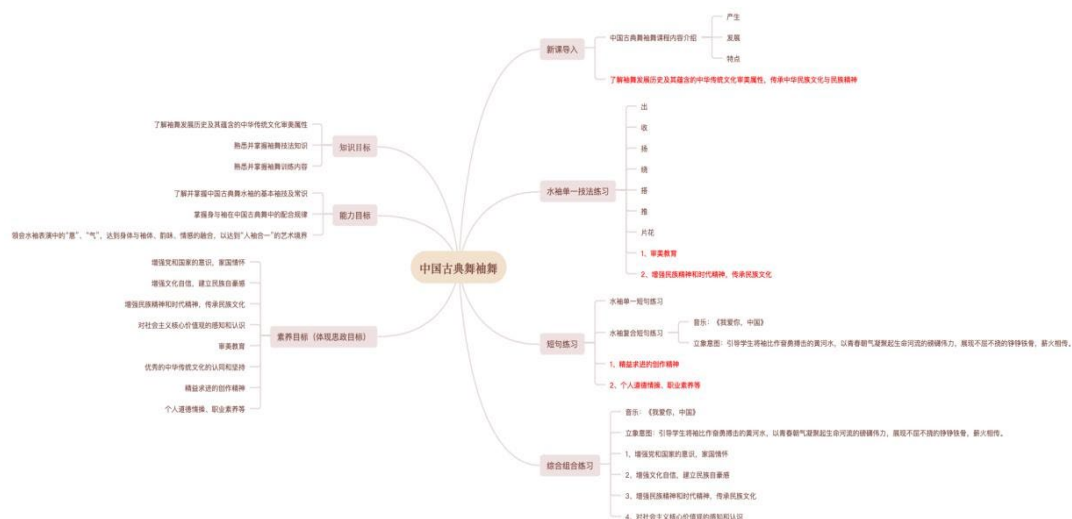 中国古典舞袖舞
知识目标
了解袖舞发展历史及其蕴含的中华传统文化审美属性
熟悉并掌握袖舞技法知识
熟悉并掌握袖舞训练内容
能力目标
了解并掌握中国古典舞水袖的基本袖技及常识
掌握身与袖在中国古典舞中的配合规律
领会水袖表演中的“意”、“气”，达到身体与袖体、韵味、情感的融合，以达到“人袖合一”的艺术境界
素养目标（体现思政目标）
增强党和国家的意识，家国情怀
增强文化自信，建立民族自豪感
增强民族精神和时代精神，传承民族文化
对社会主义核心价值观的感知和认识
审美教育
优秀的中华传统文化的认同和坚持
精益求进的创作精神
个人道德情操、职业素养等
新课导入
中国古典舞袖舞课程内容介绍
产生
发展
特点
了解袖舞发展历史及其蕴含的中华传统文化审美属性，传承中华民族文化与民族精神
水袖单一技法练习
出
收
扬
绕
搭
推
片花
1、审美教育
2、增强民族精神和时代精神，传承民族文化
短句练习
水袖单一短句练习
水袖复合短句练习
音乐：《我爱你，中国》
立象意图：引导学生将袖比作奋勇搏击的黄河水，以青春朝气凝聚起生命河流的磅礴伟力，展现不屈不挠的铮铮铁骨，薪火相传。
1、精益求进的创作精神
2、个人道德情操、职业素养等
综合组合练习
音乐：《我爱你，中国》
立象意图：引导学生将袖比作奋勇搏击的黄河水，以青春朝气凝聚起生命河流的磅礴伟力，展现不屈不挠的铮铮铁骨，薪火相传。
1，增强党和国家的意识，家国情怀
2、增强文化自信，建立民族自豪感
3、增强民族精神和时代精神，传承民族文化
4、对社会主义核心价值观的感知和认识